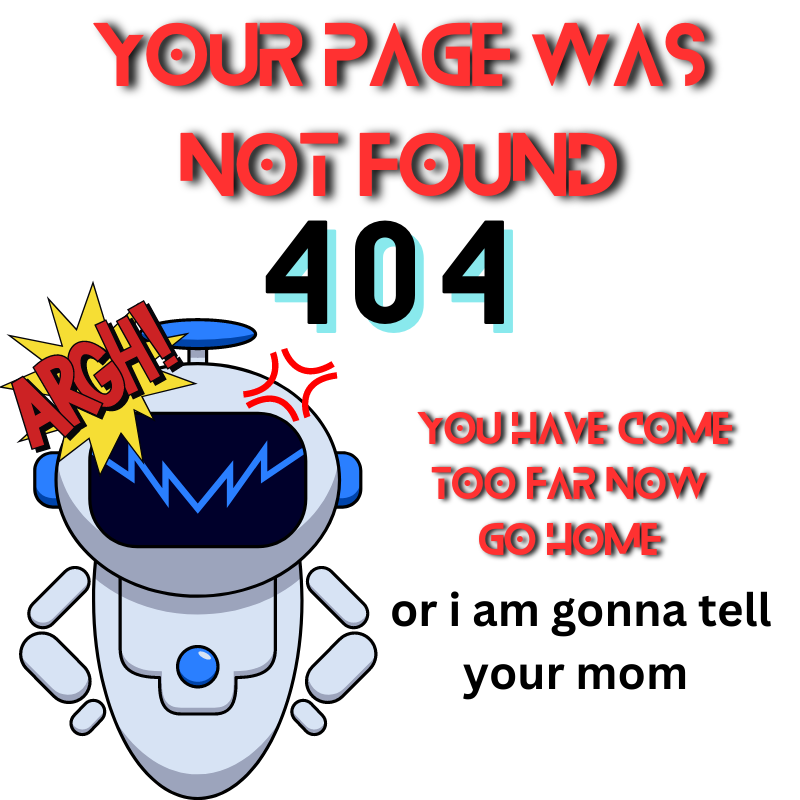 YOUR PAGE WAS
NOT FOUND
404
ARGH!
YOU HAVE COME
TOO FAR NOW
GO HOME
or i am gonna tell
your mom